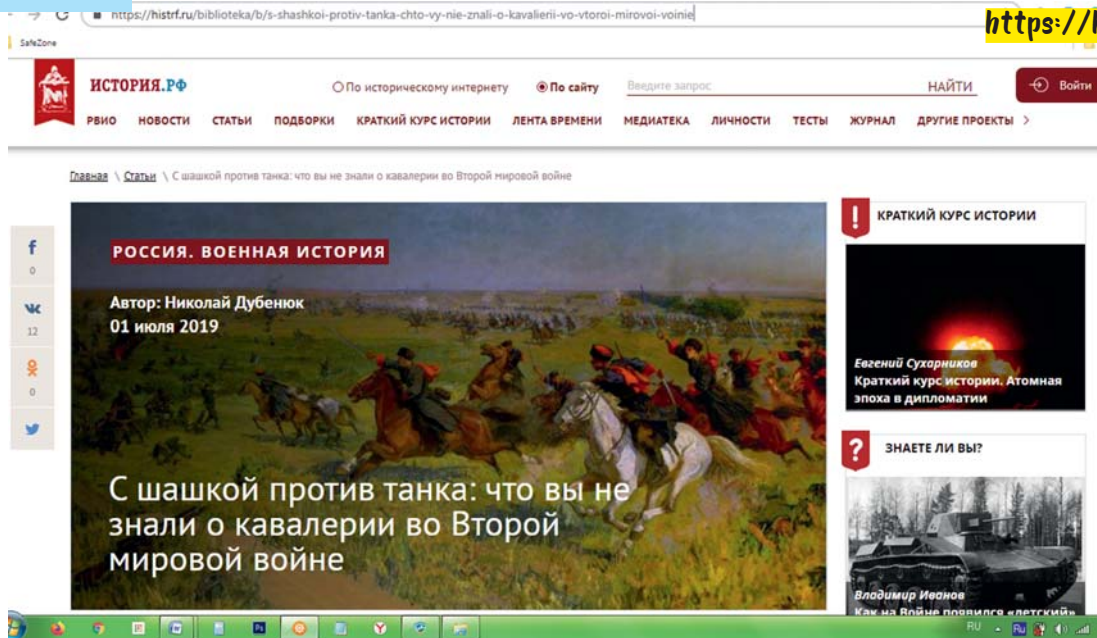 https://histrf.ru/biblioteka/b/s-shashkoi-protiv-tanka-chto-vy-nie-znali-o-kavalierii-vo-vtoroi-mirovoi-voinie
https://
SafeZone
ИСТОРИЯ.РФ
По историческому интернету
По сайту
Введите запрос
НАЙТИ
Войти
РВИО НОВОСТИ СТАТЬИ ПОДБОРКИ КРАТКИЙ КУРС ИСТОРИИ ЛЕНТА ВРЕМЕНИ МЕДИАТЕКА ЛИЧНОСТИ ТЕСТЫ ЖУРНАЛ ДРУГИЕ ПРОЕКТЫ >
Главная \ Статьи \ С шашкой против танка: что вы не знали о кавалерии во Второй мировой войне
0
12
0
РОССИЯ. ВОЕННАЯ ИСТОРИЯ
Автор: Николай Дубенюк
01 июля 2019
С шашкой против танка: что вы не
знали о кавалерии во Второй
мировой войне
! КРАТКИЙ КУРС ИСТОРИИ
Евгений Сухарников
Краткий курс истории. Атомная
эпоха в дипломатии
? ЗНАЕТЕ ЛИ ВЫ?
Владимир Иванов
Как на Войне появился «детский»
RU
Ru